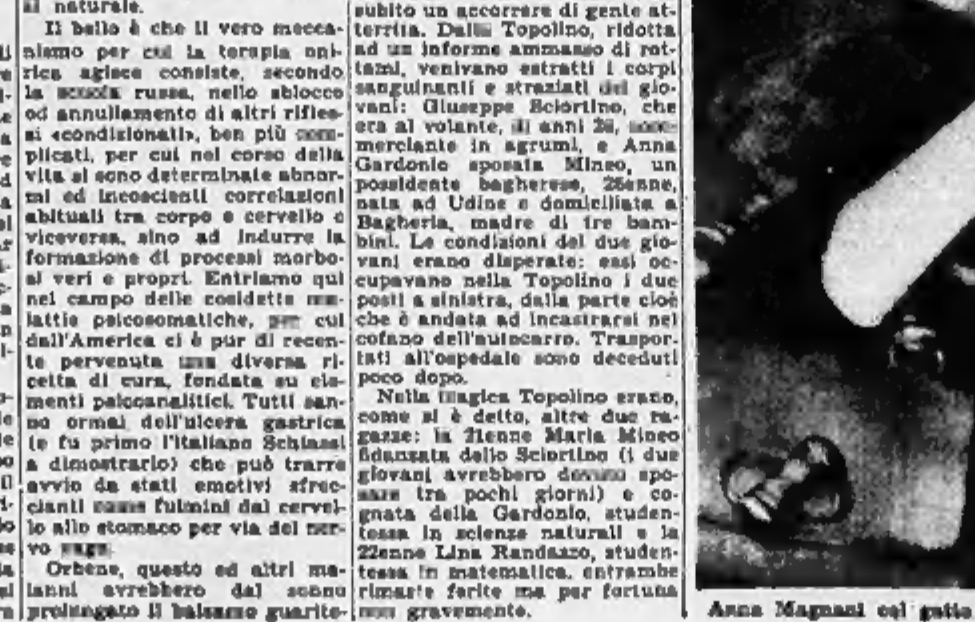 al naturale.
Il bello è che il vero mecca-
nismo per cui la terapia oni-
rica agisce consiste, secondo
la scuola russa, nello sblocco
od annullamento di altri rifles-
si «condizionati», ben più com-
plicati, per cui nel corso della
vita si sono determinate abnor-
mi ed incoscienti correlazioni
abituali tra corpo e cervello e
viceversa, sino ad indurre la
formazione di processi morbo-
si veri e propri. Entriamo qui
nel campo delle cosidette ma-
lattie psicosomatiche, per cui
dall'America ci è pur di recen-
te pervenuta una diversa ri-
cetta di cura, fondata su ele-
menti psicoanalitici. Tutti san-
no ormai dell'ulcera gastrica
(e fu primo l'italiano Schiassi
a dimostrarlo) che può trarre
avvio da stati emotivi sfrec-
cianti come fulmini dal cervel-
lo allo stomaco per via del ner-
vo vago.
Orbene, questo ed altri ma-
lanni avrebbero dal sonno
prolungato il balsamo guarito-
subito un accorrere di gente at-
territa. Dalla Topolino, ridotta
ad un informe ammasso di rot-
tami, venivano estratti i corpi
sanguinanti e straziati dei gio-
vani: Giuseppe Sciortino, che
era al volante, di anni 26, com-
merciante in agrumi, e Anna
Gardonio sposata Mineo, un
possidente bagherese, 25enne,
nata ad Udine e domiciliata a
Bagheria, madre di tre bam-
bini. Le condizioni dei due gio-
vani erano disperate: essi oc-
cupavano nella Topolino i due
posti a sinistra, dalla parte cioè
che è andata ad incastrarsi nel
cofano dell'autocarro. Traspor-
tati all'ospedale sono deceduti
poco dopo.
Nella tragica Topolino erano,
come si è detto, altre due ra-
gazze: la 21enne Maria Mineo
fidanzata dello Sciortino (i due
giovani avrebbero dovuto spo-
sare tra pochi giorni) e co-
gnata della Gardonio, studen-
tessa in scienze naturali e la
22enne Lina Randazzo, studen-
tessa in matematica, entrambe
rimaste ferite ma per fortuna
non gravemente.
Anna Magnani col gatto